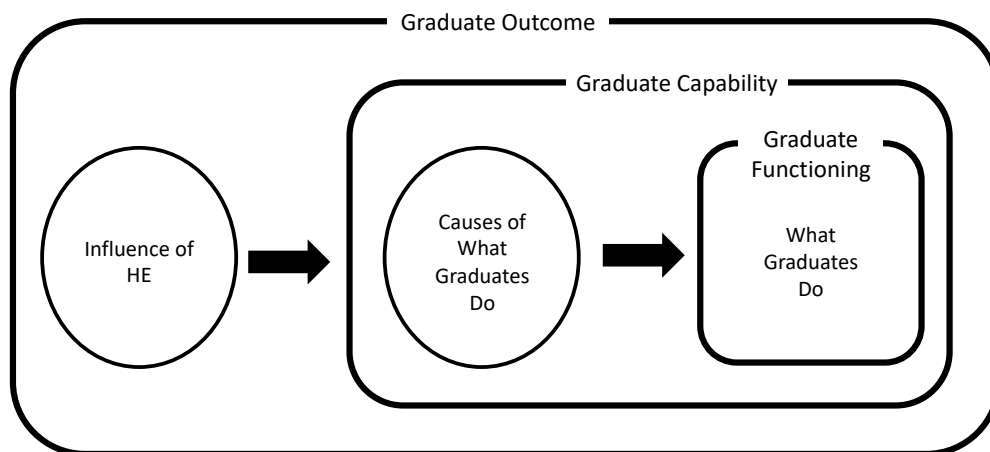 Graduate Outcome
Graduate Capability
Graduate
Functioning
Influence of
HE
Causes of
What
Graduates
Do
What
Graduates
Do